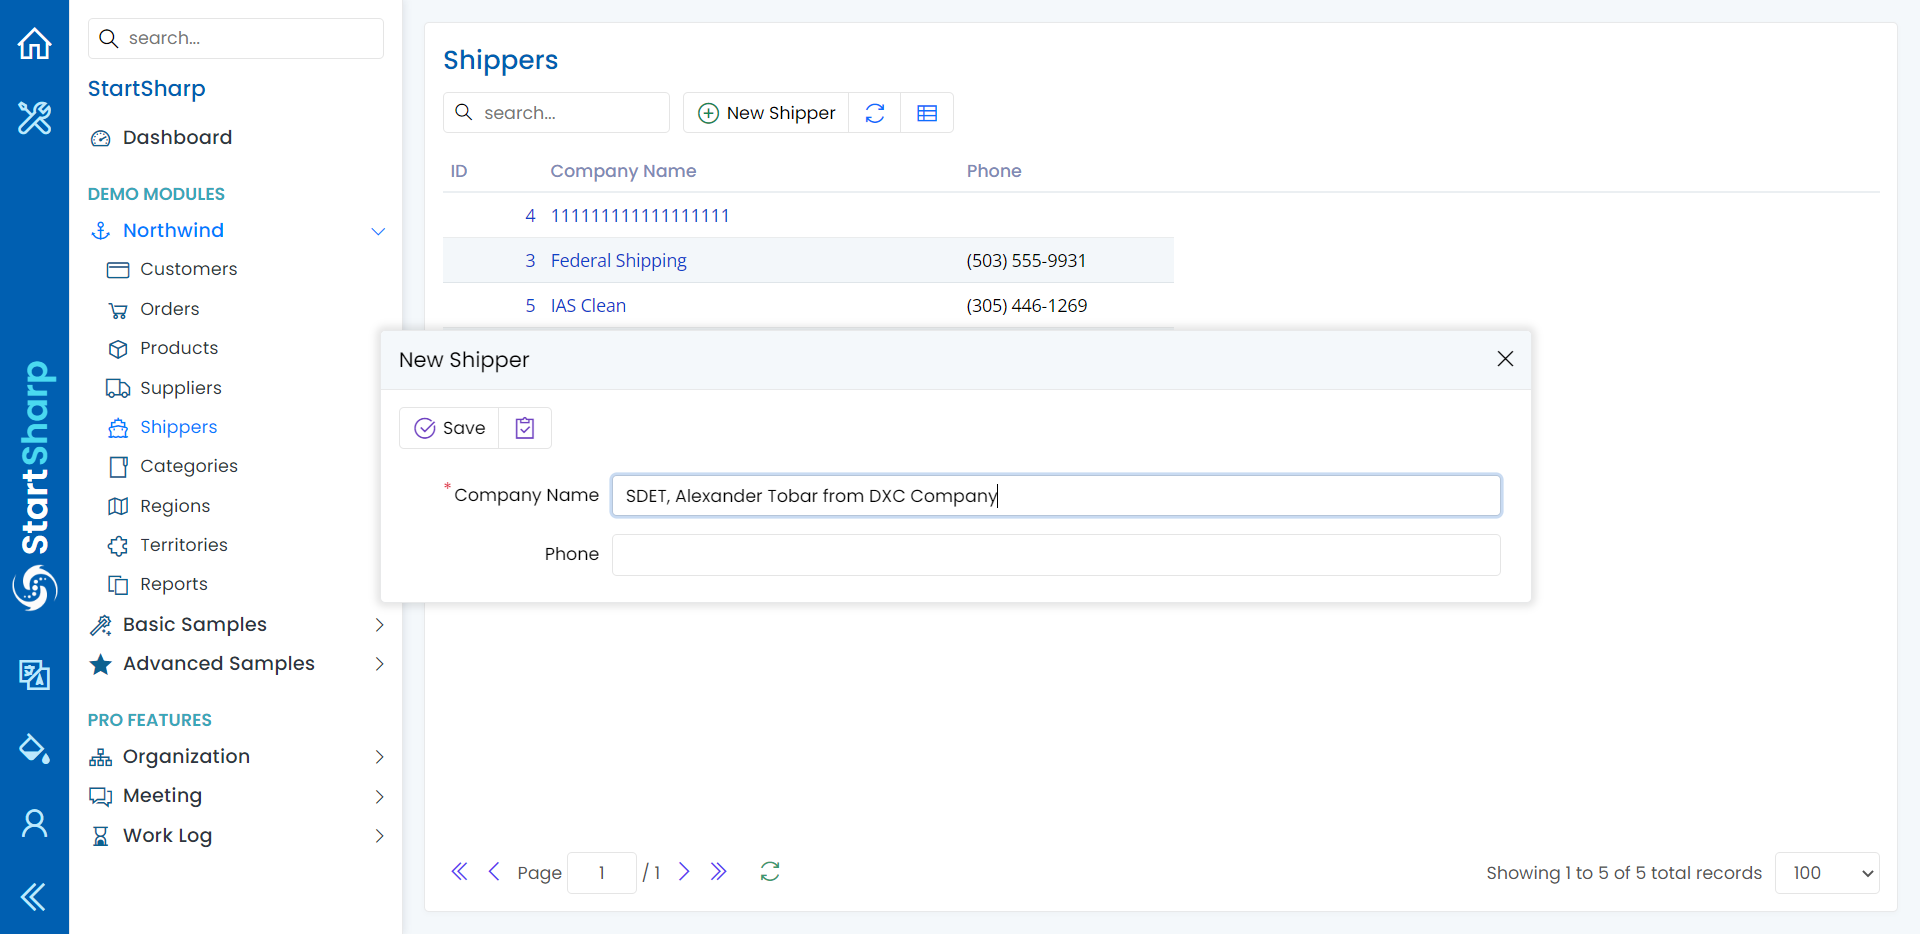 search...
StartSharp
Dashboard
DEMO MODULES
Northwind
Customers
Orders
Products
Suppliers
Shippers
Categories
Regions
Territories
Reports
Basic Samples
Advanced Samples
PRO FEATURES
Organization
Meeting
Work Log
StartSharp
Shippers
search...
New Shipper
ID Company Name Phone
4 111111111111111111
3 Federal Shipping (503) 555-9931
5 IAS Clean (305) 446-1269
New Shipper
Save
* Company Name SDET, Alexander Tobar from DXC Company
Phone
Page 1 / 1
Showing 1 to 5 of 5 total records 100